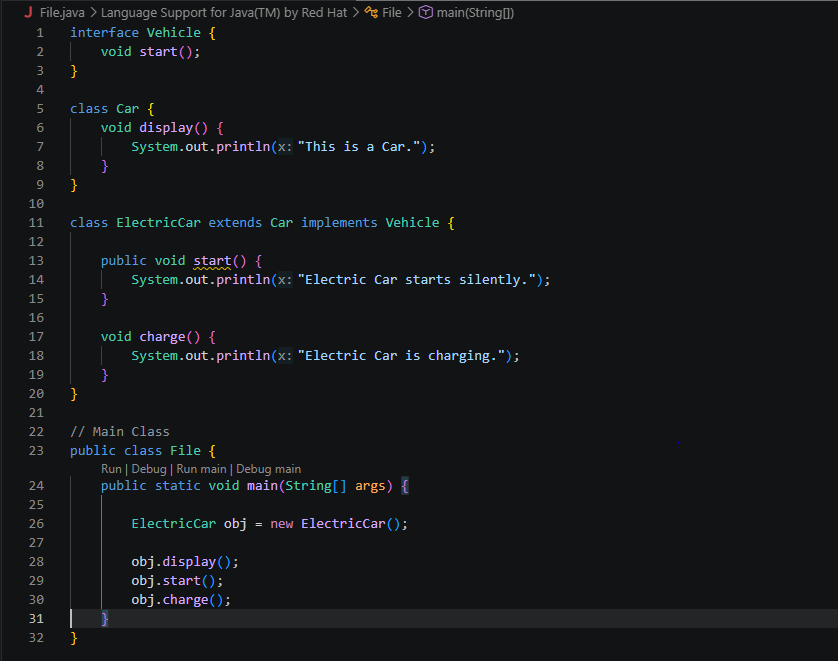 File.java > Language Support for Java(TM) by Red Hat > File > main(String[])
1 interface Vehicle {
2     void start();
3 }
4
5 class Car {
6     void display() {
7         System.out.println(x: "This is a Car.");
8     }
9 }
10
11 class ElectricCar extends Car implements Vehicle {
12
13     public void start() {
14         System.out.println(x: "Electric Car starts silently.");
15     }
16
17     void charge() {
18         System.out.println(x: "Electric Car is charging.");
19     }
20 }
21
22 // Main Class
23 public class File {
Run | Debug | Run main | Debug main
24     public static void main(String[] args) {
25
26         ElectricCar obj = new ElectricCar();
27
28         obj.display();
29         obj.start();
30         obj.charge();
31     }
32 }